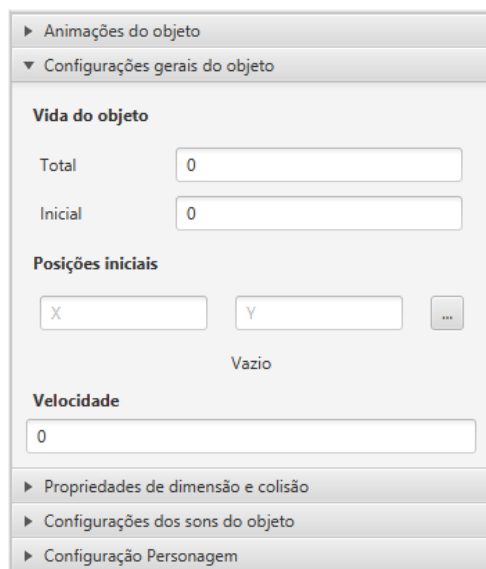 Animações do objeto
Configurações gerais do objeto
Vida do objeto
Total 0
Inicial 0
Posições iniciais
X Y ...
Vazio
Velocidade
0
Propriedades de dimensão e colisão
Configurações dos sons do objeto
Configuração Personagem